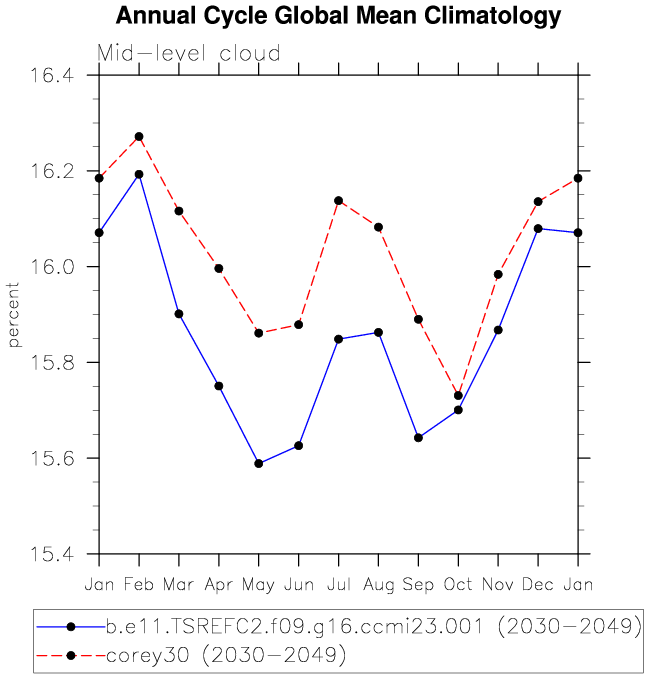 Annual Cycle Global Mean Climatology
Mid-level cloud
16.4
16.2
16.0
15.8
15.6
15.4
percent
Jan Feb Mar Apr May Jun Jul Aug Sep Oct Nov Dec Jan
b.e11.TSREFC2.f09.g16.ccmi23.001 (2030-2049)
corey30 (2030-2049)